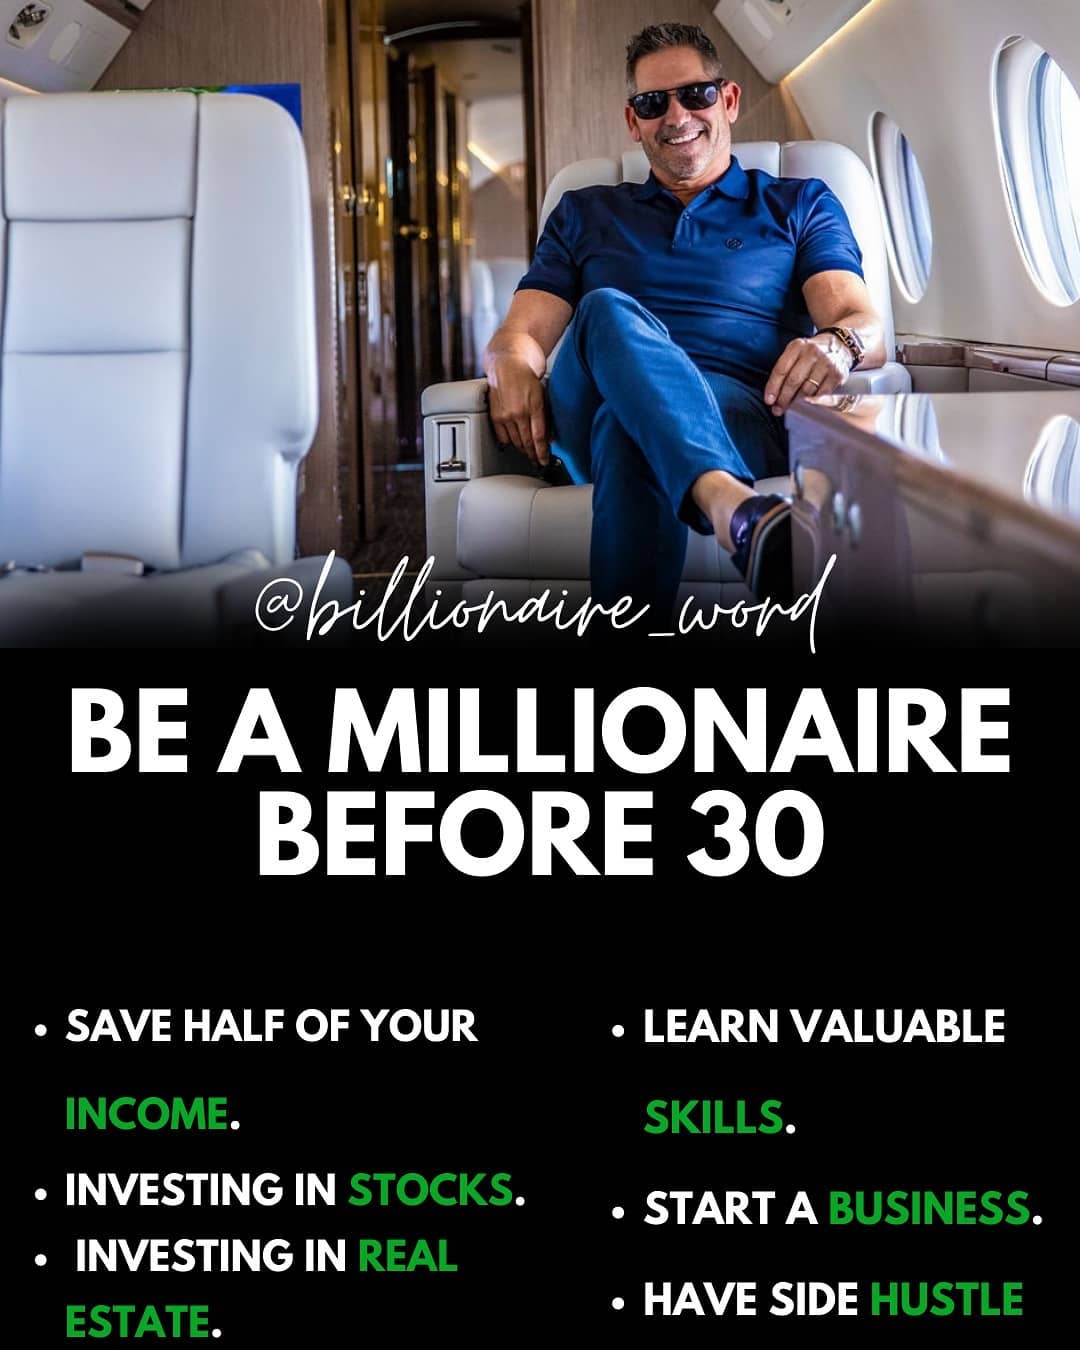 @billionaire_word
BE A MILLIONAIRE
BEFORE 30
• SAVE HALF OF YOUR
INCOME.
• INVESTING IN STOCKS.
• INVESTING IN REAL
ESTATE.
• LEARN VALUABLE
SKILLS.
• START A BUSINESS.
• HAVE SIDE HUSTLE